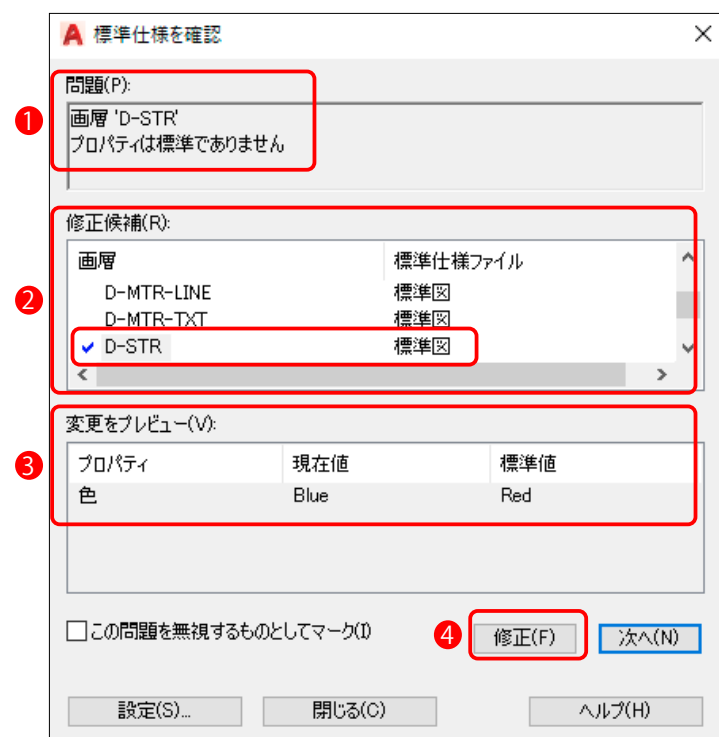 標準仕様を確認
問題(P):
1
画層 'D-STR'
プロパティは標準でありません
修正候補(R):
画層 標準仕様ファイル
2
D-MTR-LINE 標準図
D-MTR-TXT 標準図
D-STR 標準図
変更をプレビュー(V):
3
プロパティ 現在値 標準値
色 Blue Red
この問題を無視するものとしてマーク(I)
4
修正(F) 次へ(N)
設定(S)... 閉じる(C) ヘルプ(H)